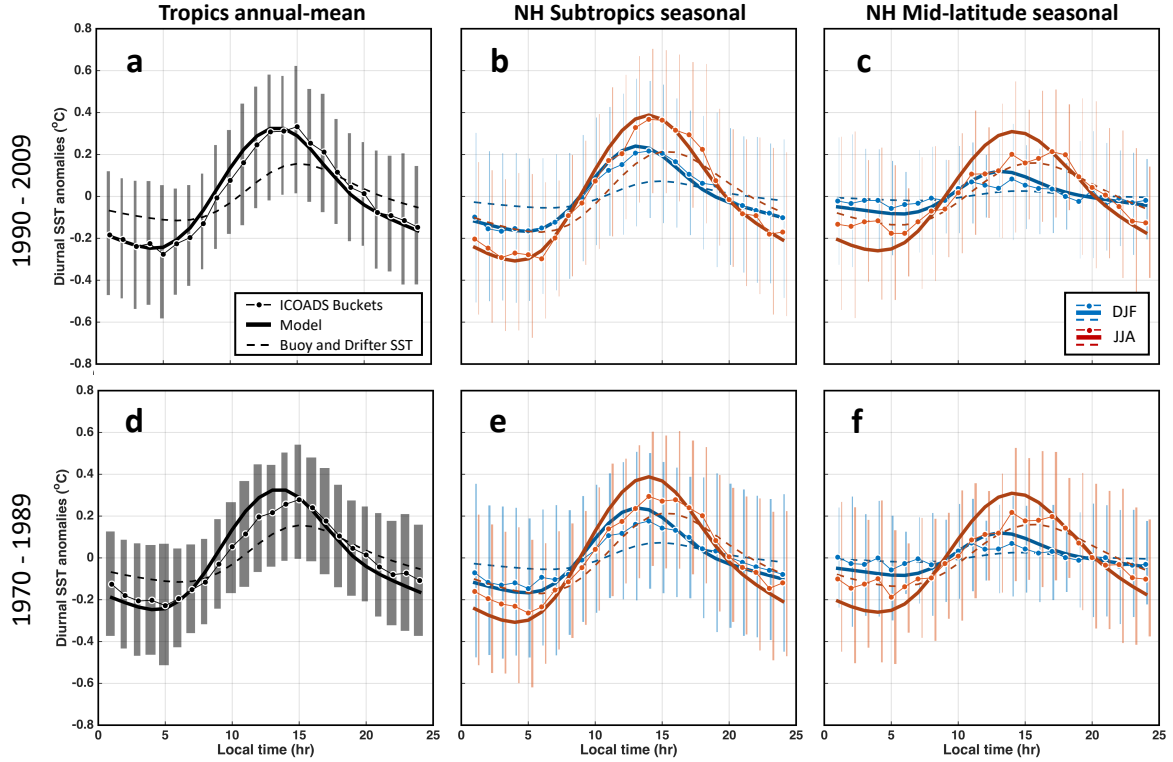 Tropics annual-mean
NH Subtropics seasonal
NH Mid-latitude seasonal
1990 - 2009
Diurnal SST anomalies (°C)
0.8
0.6
0.4
0.2
0
-0.2
-0.4
-0.6
-0.8
a
b
c
ICOADS Buckets
Model
Buoy and Drifter SST
DJF
JJA
1970 - 1989
Diurnal SST anomalies (°C)
0.8
0.6
0.4
0.2
0
-0.2
-0.4
-0.6
-0.8
d
e
f
0 5 10 15 20 25
0 5 10 15 20 25
0 5 10 15 20 25
Local time (hr)
Local time (hr)
Local time (hr)